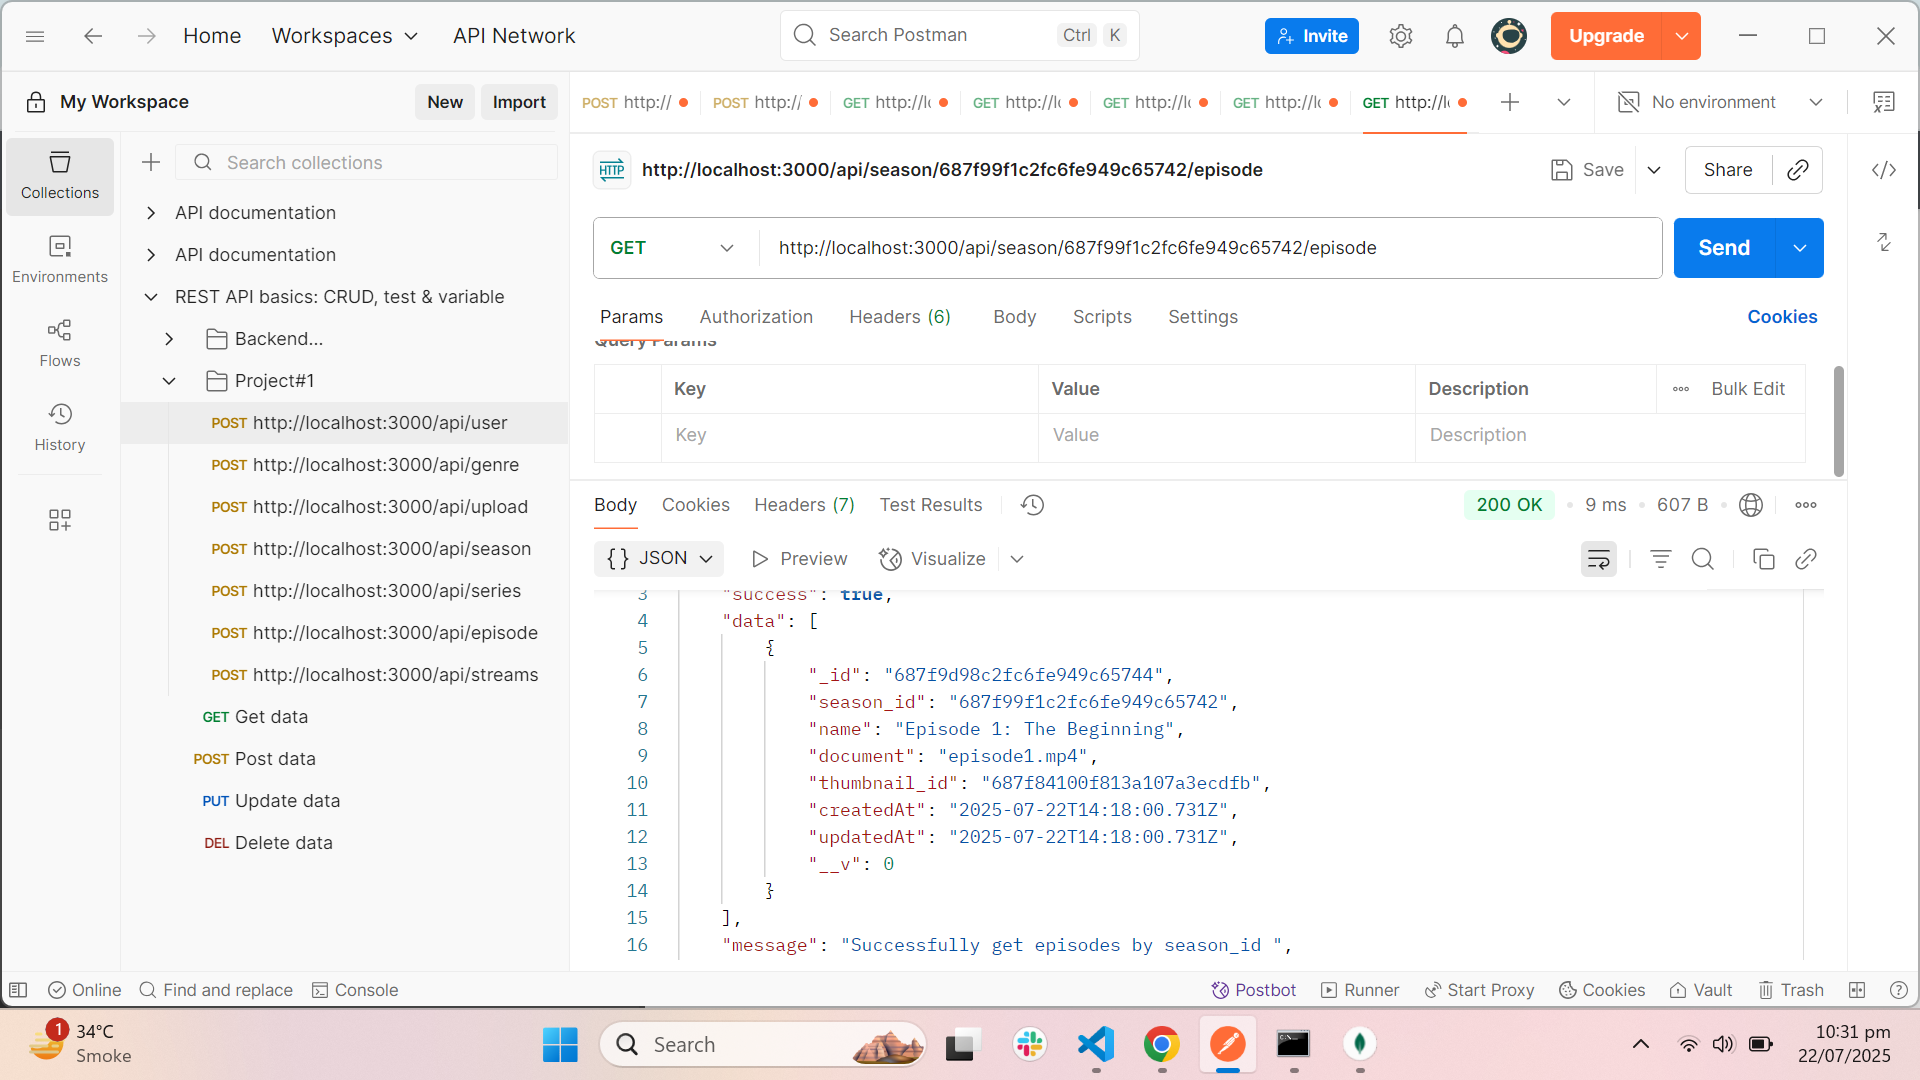 Home
Workspaces
API Network
Search Postman
Ctrl K
Invite
Upgrade
My Workspace
New
Import
POST http://
POST http://
GET http://l
GET http://l
GET http://l
GET http://l
GET http://l
No environment
Collections
Environments
Flows
History
Search collections
API documentation
API documentation
REST API basics: CRUD, test & variable
Backend...
Project#1
POST http://localhost:3000/api/user
POST http://localhost:3000/api/genre
POST http://localhost:3000/api/upload
POST http://localhost:3000/api/season
POST http://localhost:3000/api/series
POST http://localhost:3000/api/episode
POST http://localhost:3000/api/streams
GET Get data
POST Post data
PUT Update data
DEL Delete data
HTTP http://localhost:3000/api/season/687f99f1c2fc6fe949c65742/episode
Save
Share
GET
http://localhost:3000/api/season/687f99f1c2fc6fe949c65742/episode
Send
Params
Authorization
Headers (6)
Body
Scripts
Settings
Cookies
Query Params
Key Value Description Bulk Edit
Key Value Description
Body
Cookies
Headers (7)
Test Results
200 OK • 9 ms • 607 B
{} JSON
Preview
Visualize
3 "success": true,
4 "data": [
5 {
6 "_id": "687f9d98c2fc6fe949c65744",
7 "season_id": "687f99f1c2fc6fe949c65742",
8 "name": "Episode 1: The Beginning",
9 "document": "episode1.mp4",
10 "thumbnail_id": "687f84100f813a107a3ecdfb",
11 "createdAt": "2025-07-22T14:18:00.731Z",
12 "updatedAt": "2025-07-22T14:18:00.731Z",
13 "__v": 0
14 }
15 ],
16 "message": "Successfully get episodes by season_id ",
Online
Find and replace
Console
Postbot
Runner
Start Proxy
Cookies
Vault
Trash
1
34°C
Smoke
Search
10:31 pm
22/07/2025